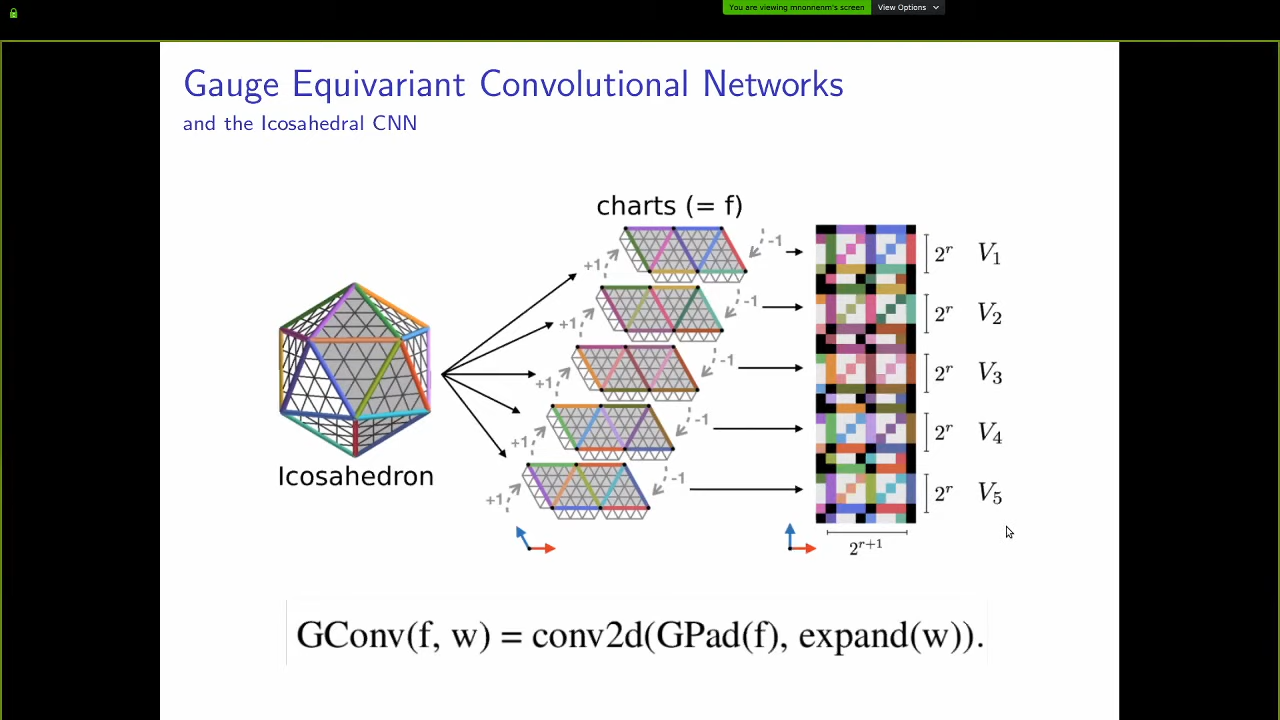 You are viewing mnonnenm's screen
View Options
Gauge Equivariant Convolutional Networks
and the Icosahedral CNN
charts (= f)
-1
+1
2^r V_1
-1
+1
2^r V_2
-1
+1
2^r V_3
-1
+1
2^r V_4
-1
+1
2^r V_5
Icosahedron
2^{r+1}
GConv(f, w) = conv2d(GPad(f), expand(w)).